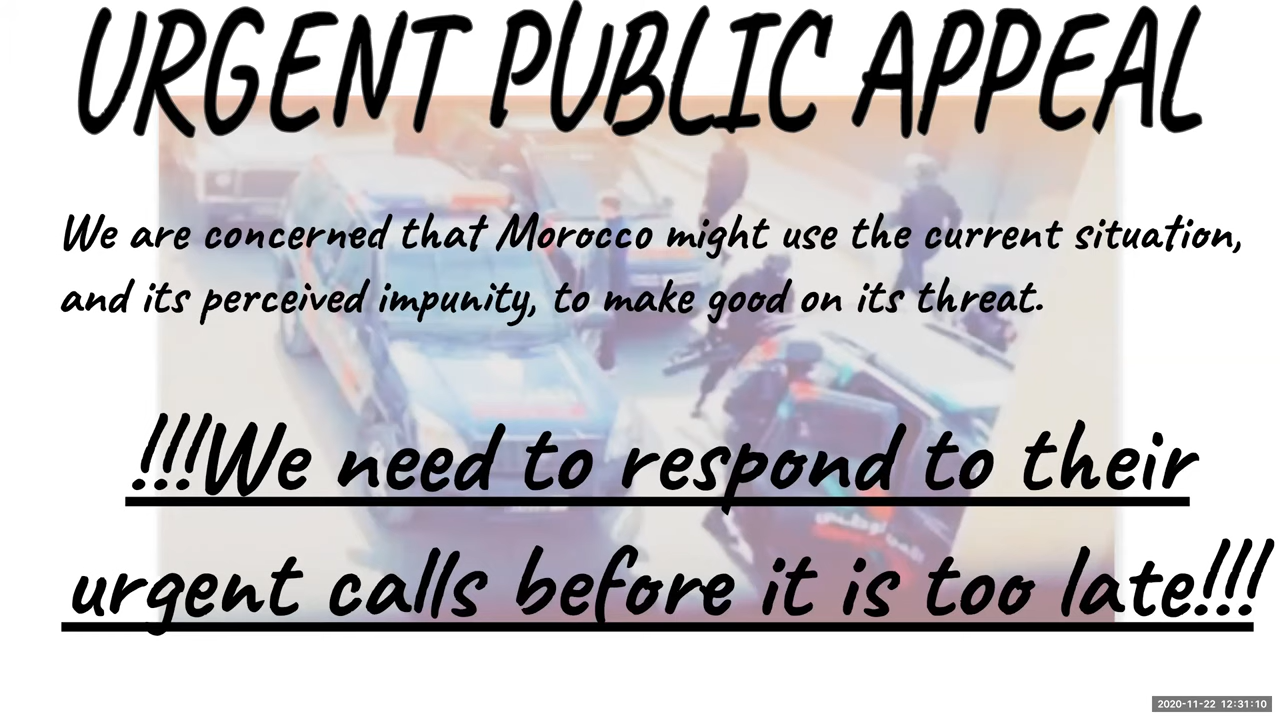 URGENT PUBLIC APPEAL
We are concerned that Morocco might use the current situation,
and its perceived impunity, to make good on its threat.
!!!We need to respond to their
urgent calls before it is too late!!!
2020-11-22 12:31:10